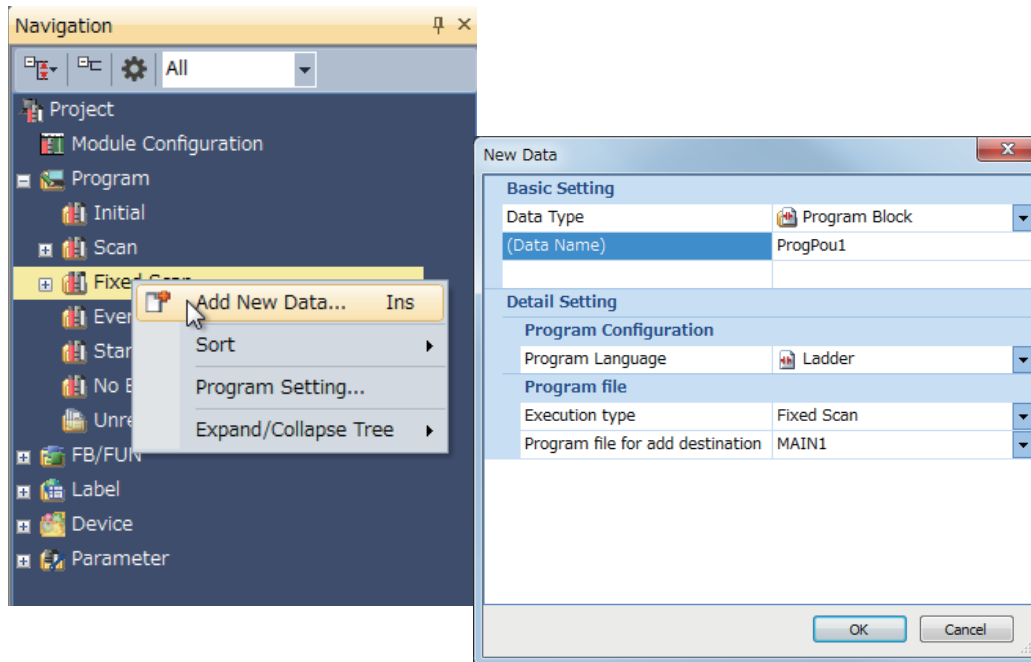 Navigation
All
Project
Module Configuration
Program
Initial
Scan
Fixed Scan
Add New Data... Ins
Sort
Program Setting...
Expand/Collapse Tree
FB/FUN
Label
Device
Parameter
New Data
Basic Setting
Data Type Program Block
(Data Name) ProgPou1
Detail Setting
Program Configuration
Program Language Ladder
Program file
Execution type Fixed Scan
Program file for add destination MAIN1
OK Cancel